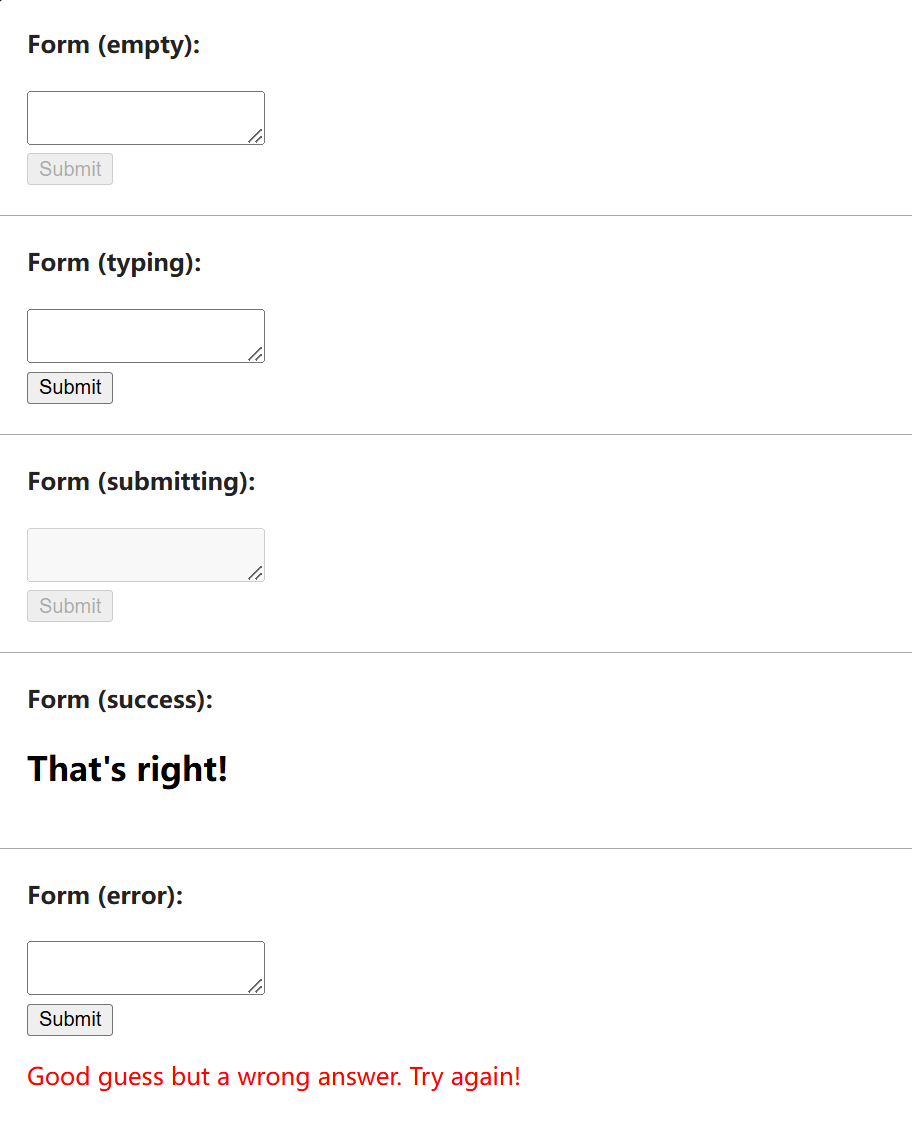 Form (empty):
Submit
Form (typing):
Submit
Form (submitting):
Submit
Form (success):
That's right!
Form (error):
Submit
Good guess but a wrong answer. Try again!